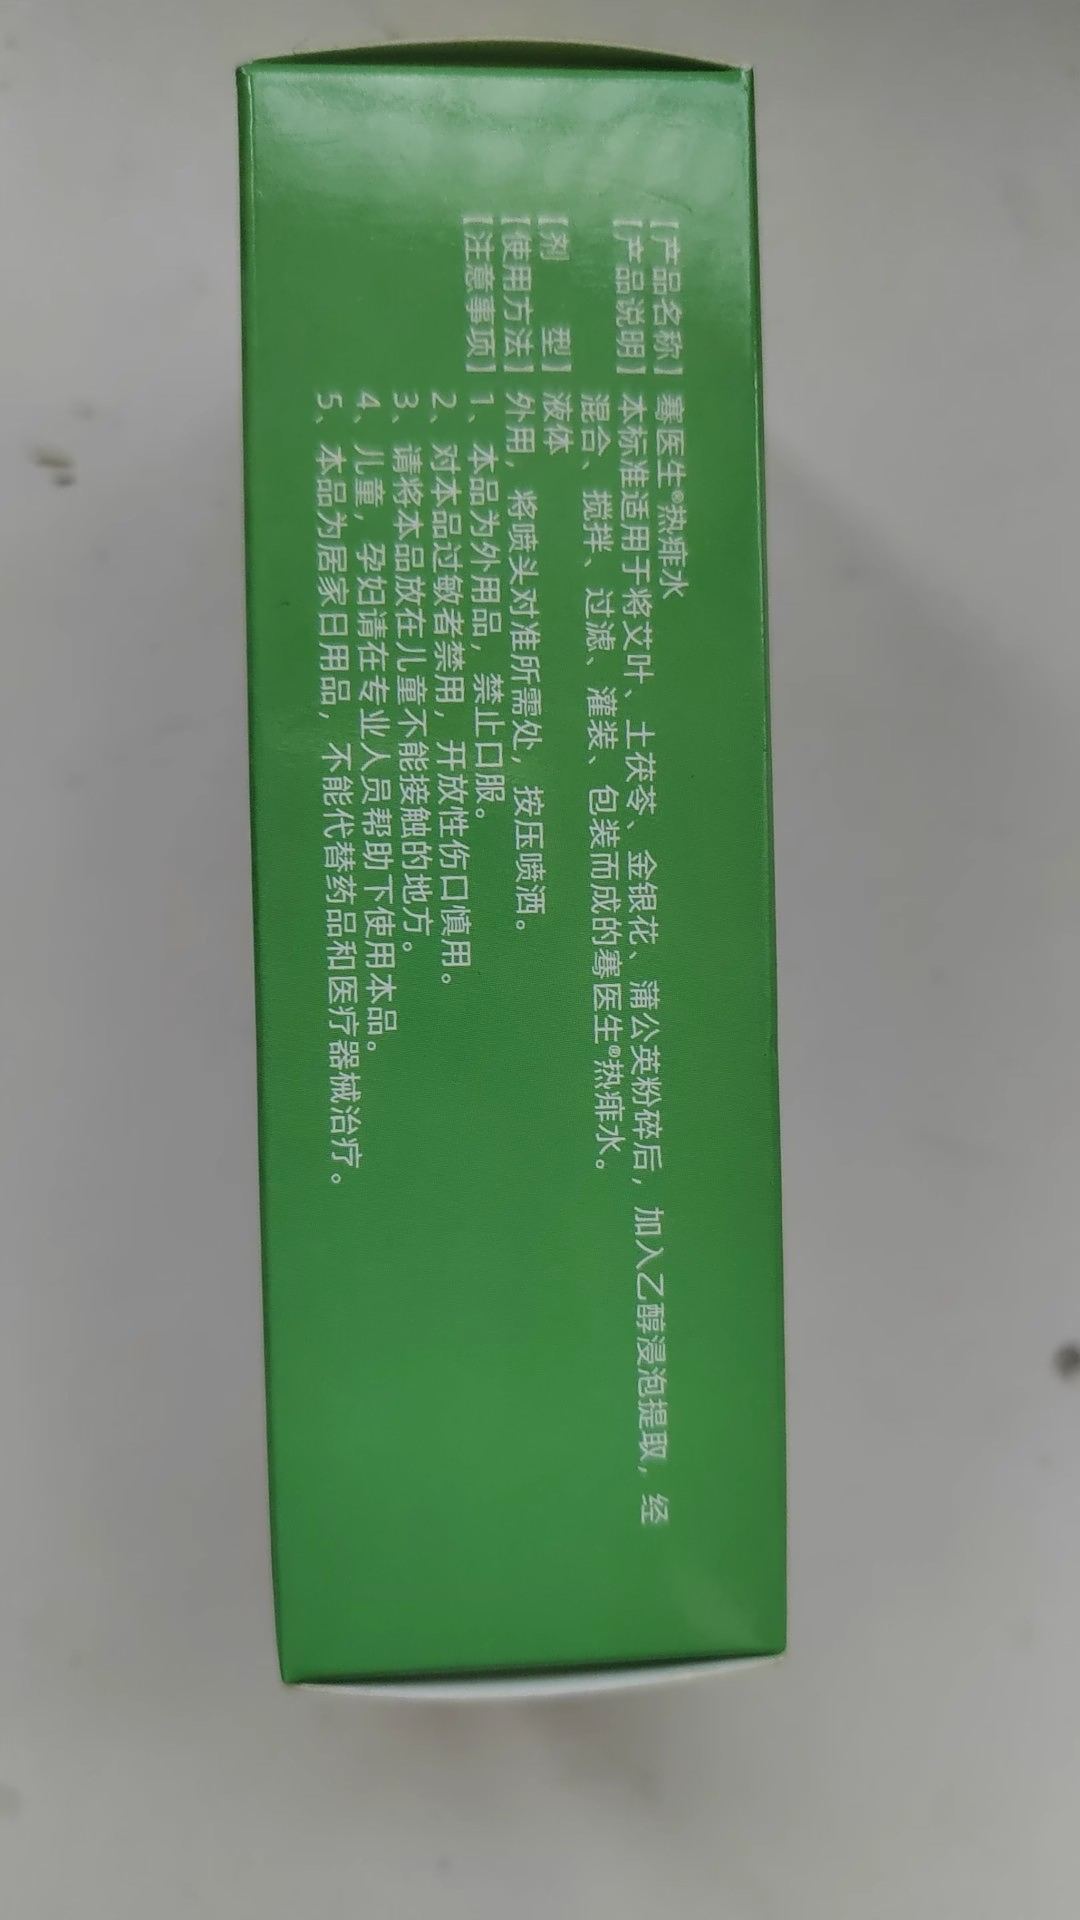 【产品名称】骞医生®热痱水
【产品说明】本标准适用于将艾叶、土茯苓、金银花、蒲公英粉碎后，加入乙醇浸泡提取，经
混合、搅拌、过滤、灌装、包装而成的骞医生®热痱水。
【剂 型】液体
【使用方法】外用，将喷头对准所需处，按压喷洒。
【注意事项】1、本品为外用品，禁止口服。
2、对本品过敏者禁用，开放性伤口慎用。
3、请将本品放在儿童不能接触的地方。
4、儿童，孕妇请在专业人员帮助下使用本品。
5、本品为居家日用品，不能代替药品和医疗器械治疗。